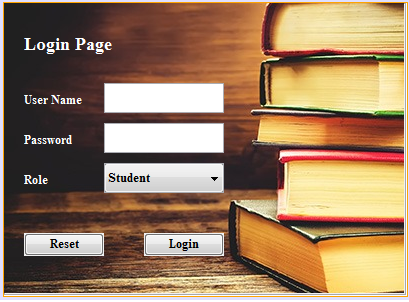 Login Page
User Name
Password
Role Student
Reset Login